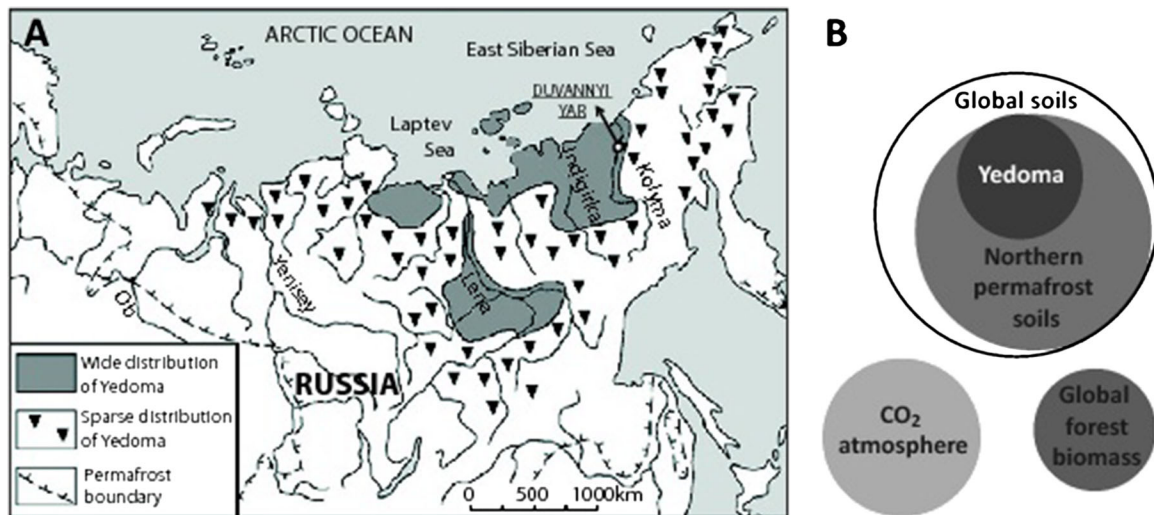 A
ARCTIC OCEAN
East Siberian Sea
DUVANNYI
YAR
Laptev
Sea
Indigirka
Kolyma
Lena
Yenisey
Ob
RUSSIA
Wide distribution
of Yedoma
Sparse distribution
of Yedoma
Permafrost
boundary
0 500 1000km
B
Global soils
Yedoma
Northern
permafrost
soils
CO₂
atmosphere
Global
forest
biomass